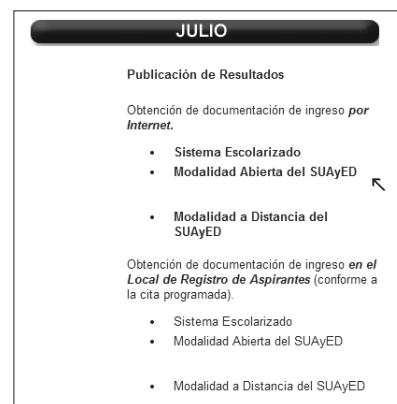 JULIO
Publicación de Resultados
Obtención de documentación de ingreso por
Internet.
• Sistema Escolarizado
• Modalidad Abierta del SUAyED
• Modalidad a Distancia del
SUAyED
Obtención de documentación de ingreso en el
Local de Registro de Aspirantes (conforme a
la cita programada).
• Sistema Escolarizado
• Modalidad Abierta del SUAyED
• Modalidad a Distancia del SUAyED